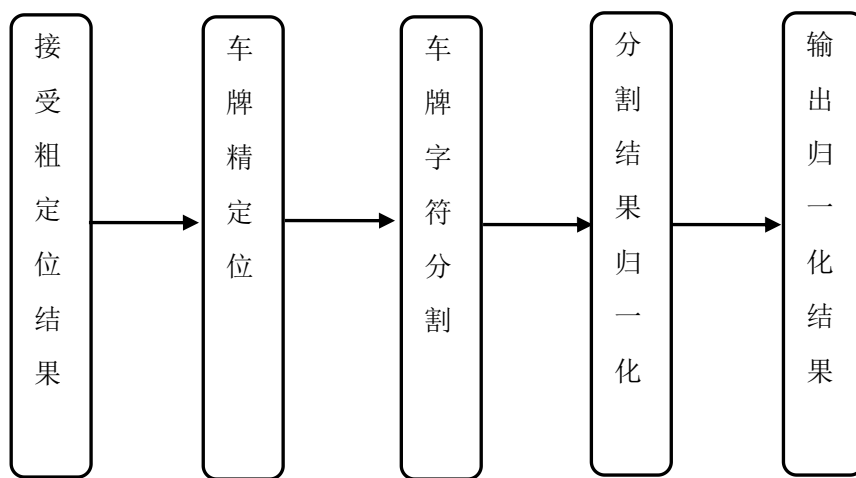 接受粗定位结果
车牌精定位
车牌字符分割
分割结果归一化
输出归一化结果